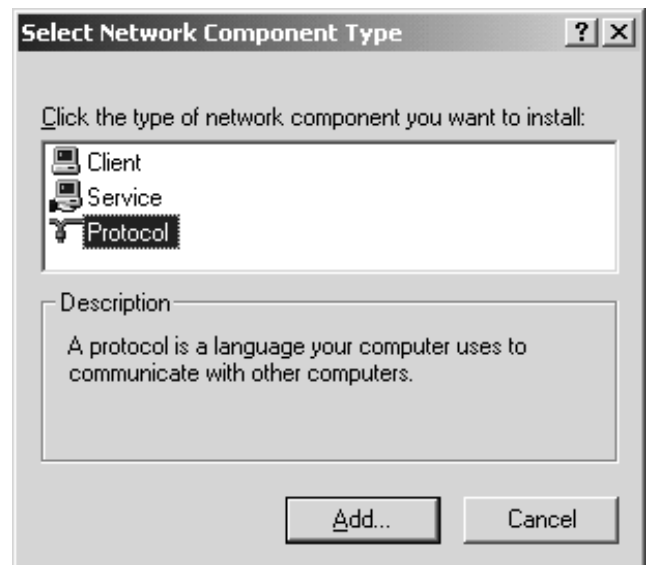 Select Network Component Type
Click the type of network component you want to install:
Client
Service
Protocol
Description
A protocol is a language your computer uses to
communicate with other computers.
Add...
Cancel